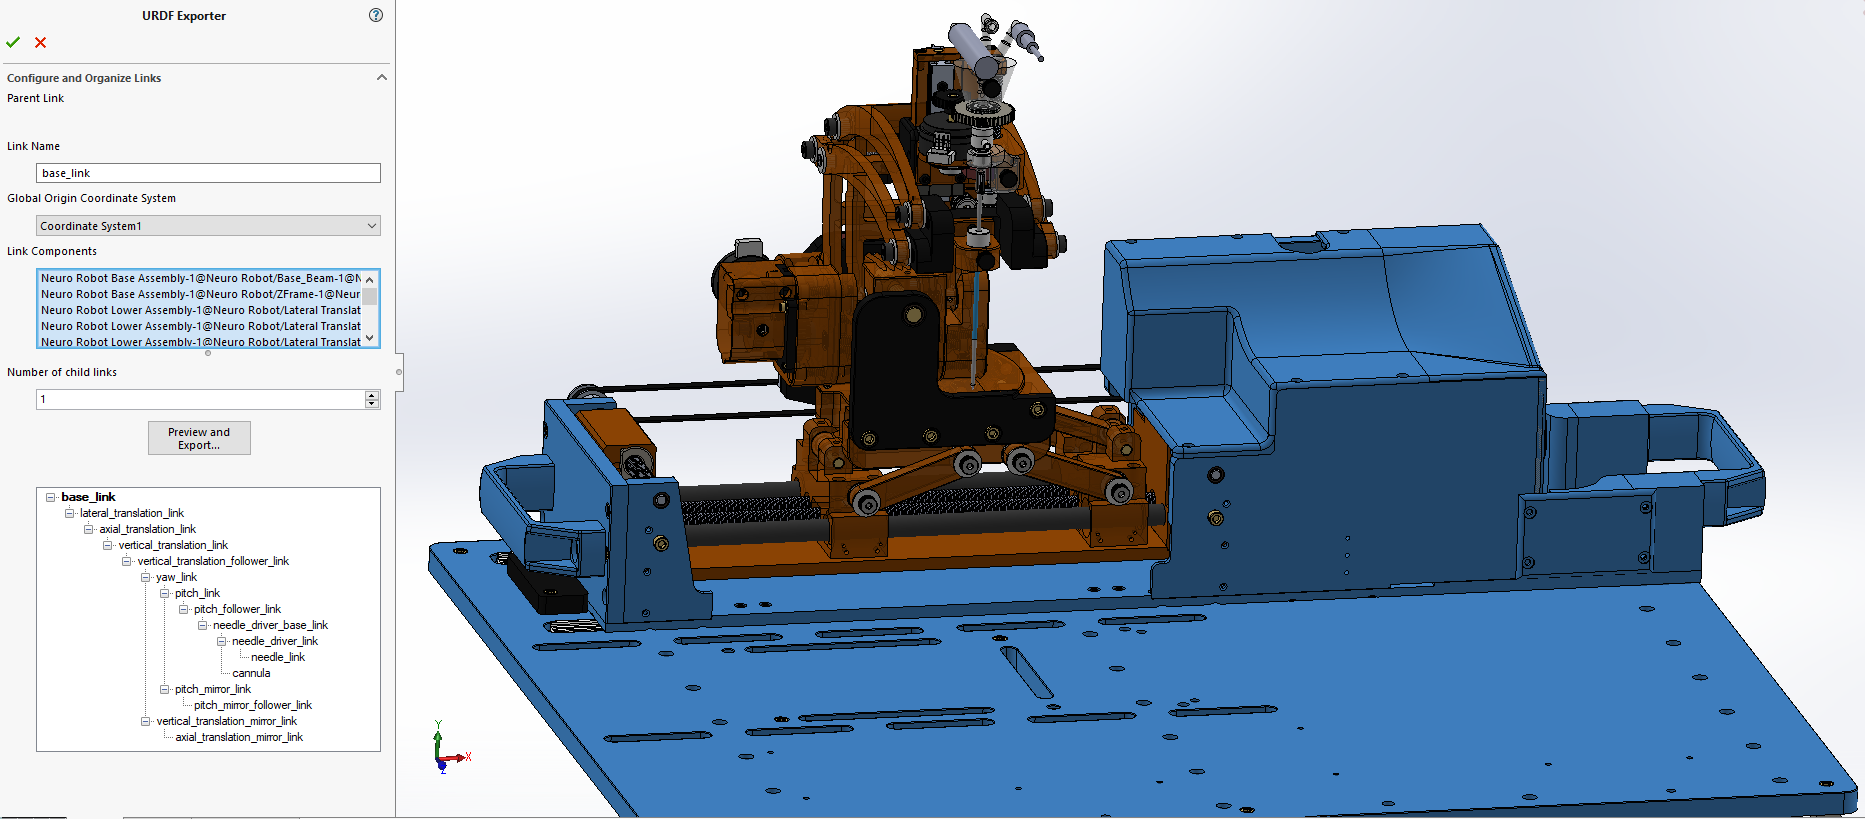 URDF Exporter
Configure and Organize Links
Parent Link
Link Name
base_link
Global Origin Coordinate System
Coordinate System1
Link Components
Neuro Robot Base Assembly-1@Neuro Robot/Base_Beam-1@N
Neuro Robot Base Assembly-1@Neuro Robot/ZFrame-1@Neur
Neuro Robot Lower Assembly-1@Neuro Robot/Lateral Translat
Neuro Robot Lower Assembly-1@Neuro Robot/Lateral Translat
Neuro Robot Lower Assembly-1@Neuro Robot/Lateral Translat
Number of child links
1
Preview and
Export...
base_link
lateral_translation_link
axial_translation_link
vertical_translation_link
vertical_translation_follower_link
yaw_link
pitch_link
pitch_follower_link
needle_driver_base_link
needle_driver_link
needle_link
cannula
pitch_mirror_link
pitch_mirror_follower_link
vertical_translation_mirror_link
axial_translation_mirror_link
Y
X
Z